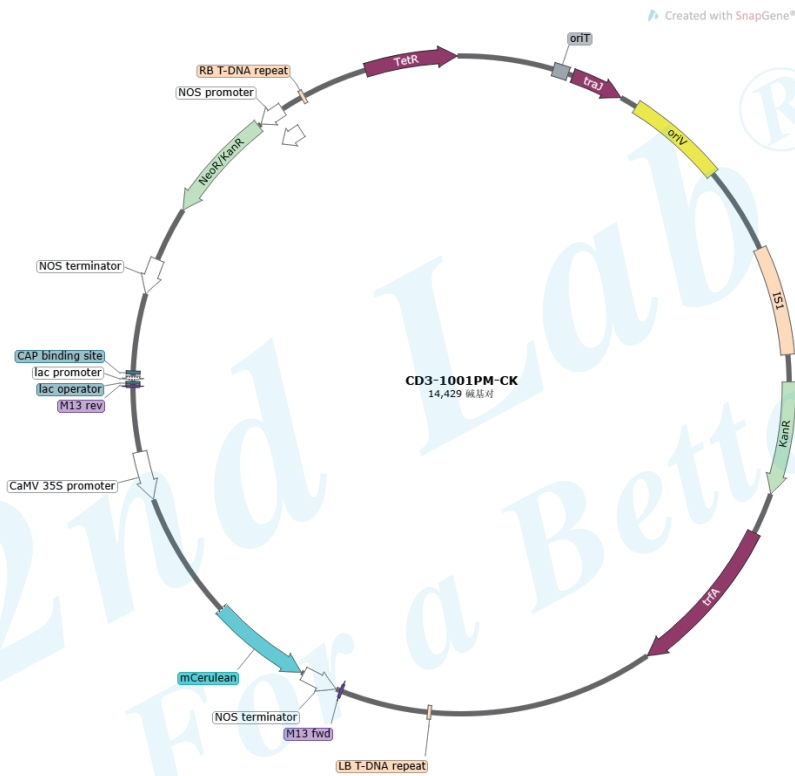 Created with SnapGene®
oriT
RB T-DNA repeat
TetR
traJ
NOS promoter
oriV
NeoR/KanR
NOS terminator
IS1
CAP binding site
lac promoter
lac operator
M13 rev
CD3-1001PM-CK
14,429 碱基对
KanR
CaMV 35S promoter
trfA
mCerulean
NOS terminator
M13 fwd
LB T-DNA repeat
2nd Lab ®
For a Bette